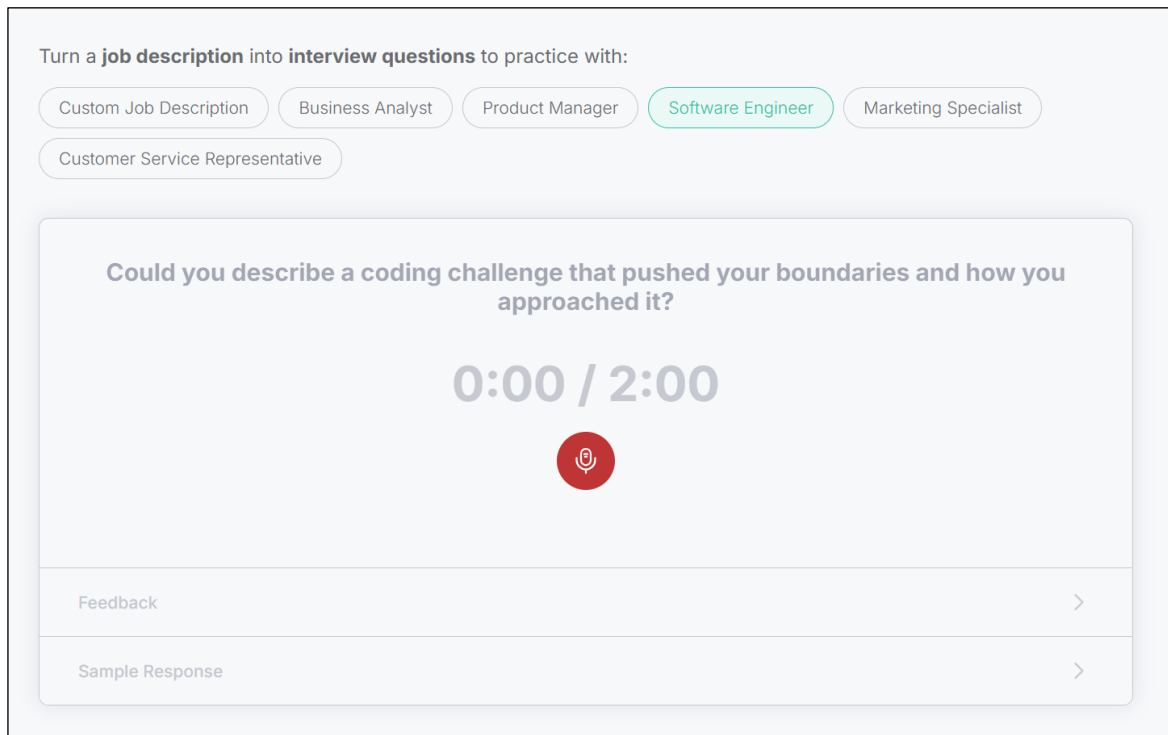 Turn a job description into interview questions to practice with:
Custom Job Description Business Analyst Product Manager Software Engineer Marketing Specialist
Customer Service Representative
Could you describe a coding challenge that pushed your boundaries and how you
approached it?
0:00 / 2:00
Feedback
Sample Response